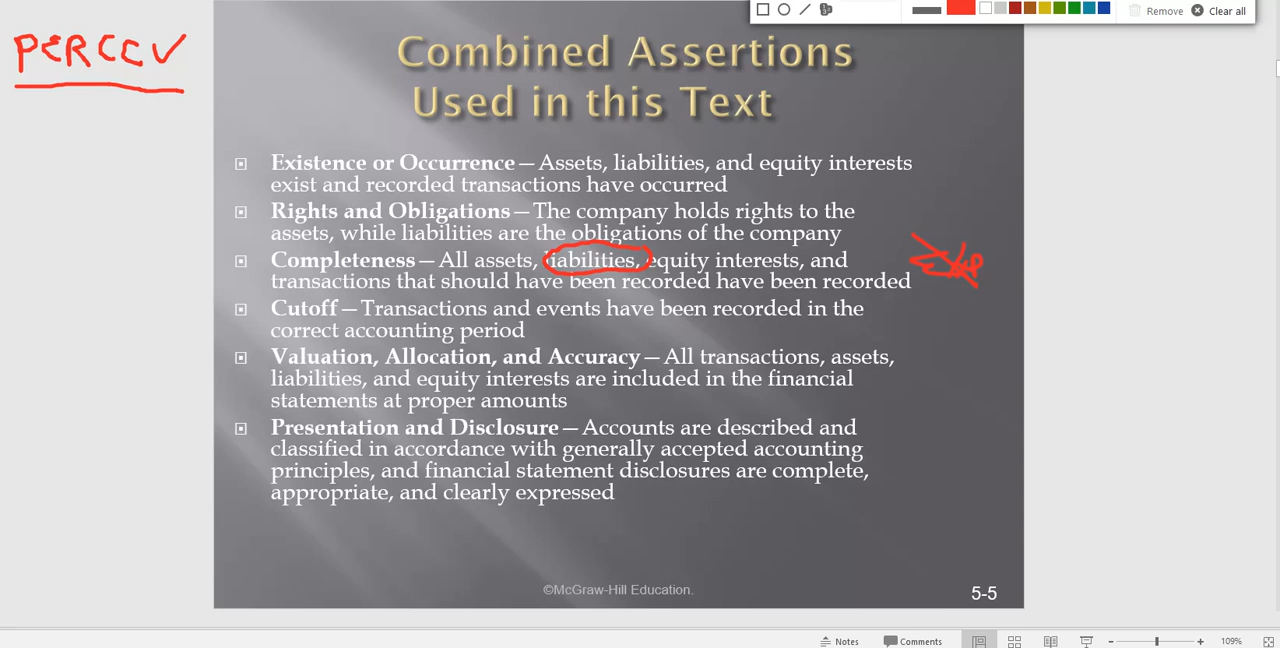 Remove Clear all
PERCCV
Combined Assertions
Used in this Text
Existence or Occurrence—Assets, liabilities, and equity interests
exist and recorded transactions have occurred
Rights and Obligations—The company holds rights to the
assets, while liabilities are the obligations of the company
Completeness—All assets, liabilities, equity interests, and
transactions that should have been recorded have been recorded
Cutoff—Transactions and events have been recorded in the
correct accounting period
Valuation, Allocation, and Accuracy—All transactions, assets,
liabilities, and equity interests are included in the financial
statements at proper amounts
Presentation and Disclosure—Accounts are described and
classified in accordance with generally accepted accounting
principles, and financial statement disclosures are complete,
appropriate, and clearly expressed
©McGraw-Hill Education.
5-5
Notes Comments - + 109%